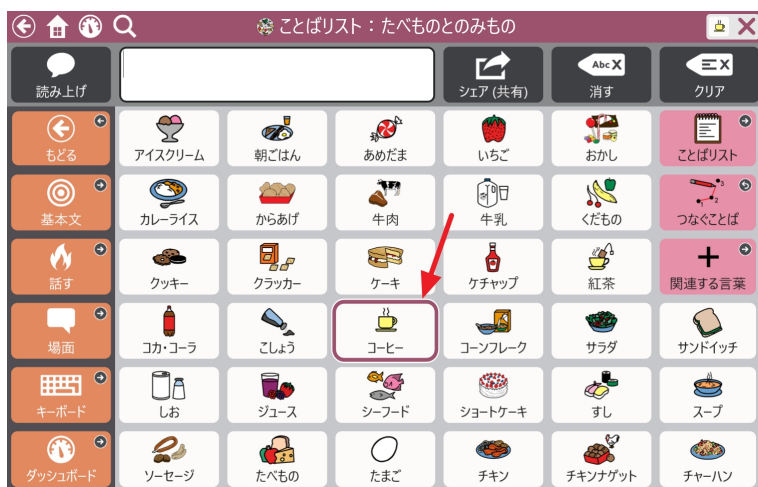 ことばリスト：たべものとのみもの
読み上げ
シェア (共有)
Abc X
消す
X
クリア
もどる
アイスクリーム
朝ごはん
あめだま
いちご
おかし
ことばリスト
基本文
カレーライス
からあげ
牛肉
牛乳
くだもの
つなぐことば
話す
クッキー
クラッカー
ケーキ
ケチャップ
紅茶
関連する言葉
場面
コカ・コーラ
こしょう
コーヒー
コーンフレーク
サラダ
サンドイッチ
キーボード
しお
ジュース
シーフード
ショートケーキ
すし
スープ
ダッシュボード
ソーセージ
たべもの
たまご
チキン
チキンナゲット
チャーハン